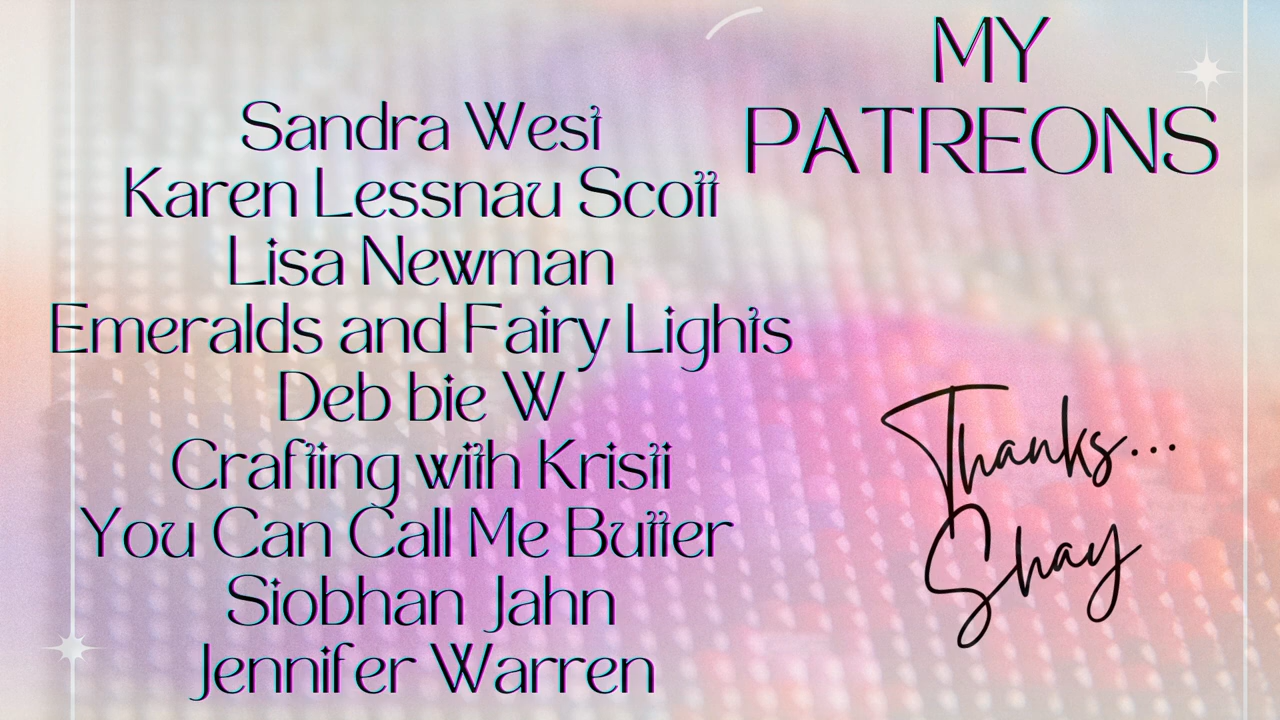 MY
PATREONS
Sandra West
Karen Lessnau Scott
Lisa Newman
Emeralds and Fairy Lights
Deb bie W
Crafting with Kristi
You Can Call Me Butter
Siobhan Jahn
Jennifer Warren
Thanks...
Shay